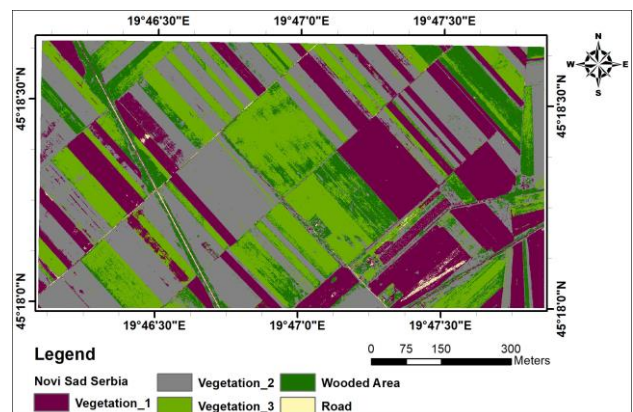 19°46'30"E 19°47'0"E 19°47'30"E
N
W E
S
45°18'30"N 45°18'30"N
45°18'0"N 45°18'0"N
19°46'30"E 19°47'0"E 19°47'30"E
Legend
0 75 150 300
Meters
Novi Sad Serbia Vegetation_2 Wooded Area
Vegetation_1 Vegetation_3 Road